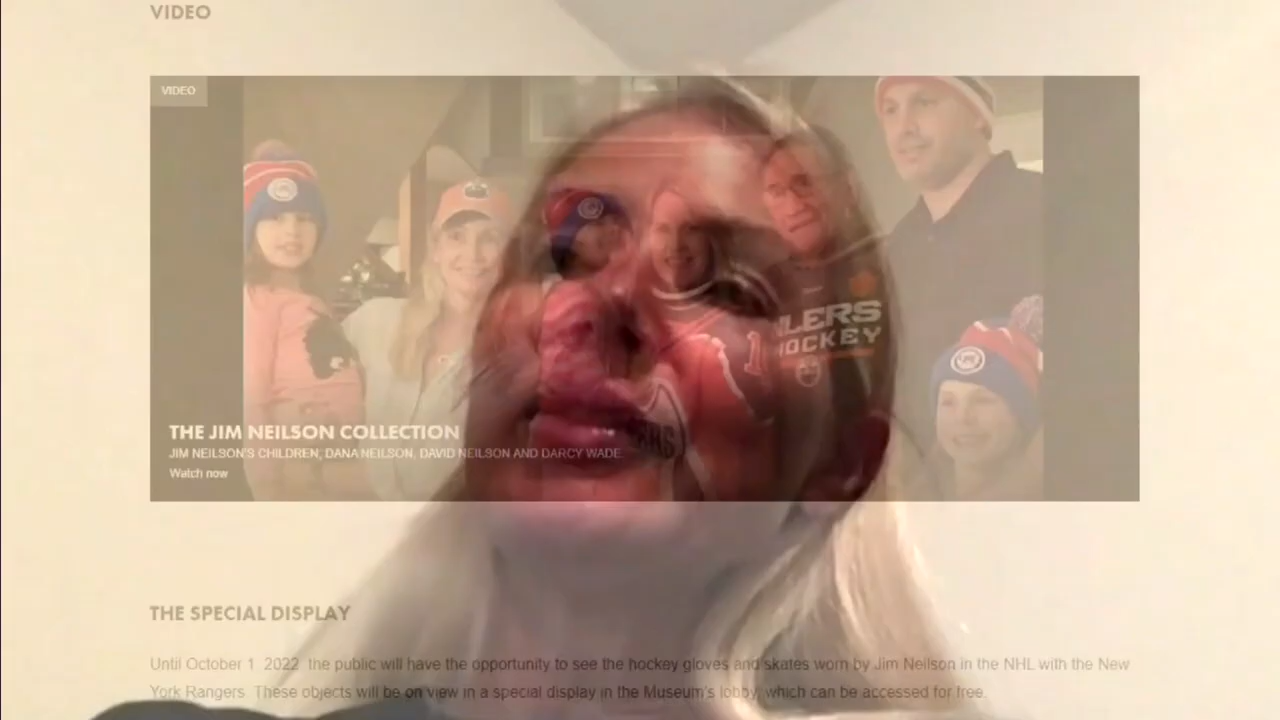 VIDEO
VIDEO
LERS
HOCKEY
THE JIM NEILSON COLLECTION
JIM NEILSON'S CHILDREN, DANA NEILSON, DAVID NEILSON AND DARCY WADE.
Watch now
THE SPECIAL DISPLAY
Until October 1, 2022, the public will have the opportunity to see the hockey gloves and skates worn by Jim Neilson in the NHL with the New
York Rangers. These objects will be on view in a special display in the Museum's lobby, which can be accessed for free.